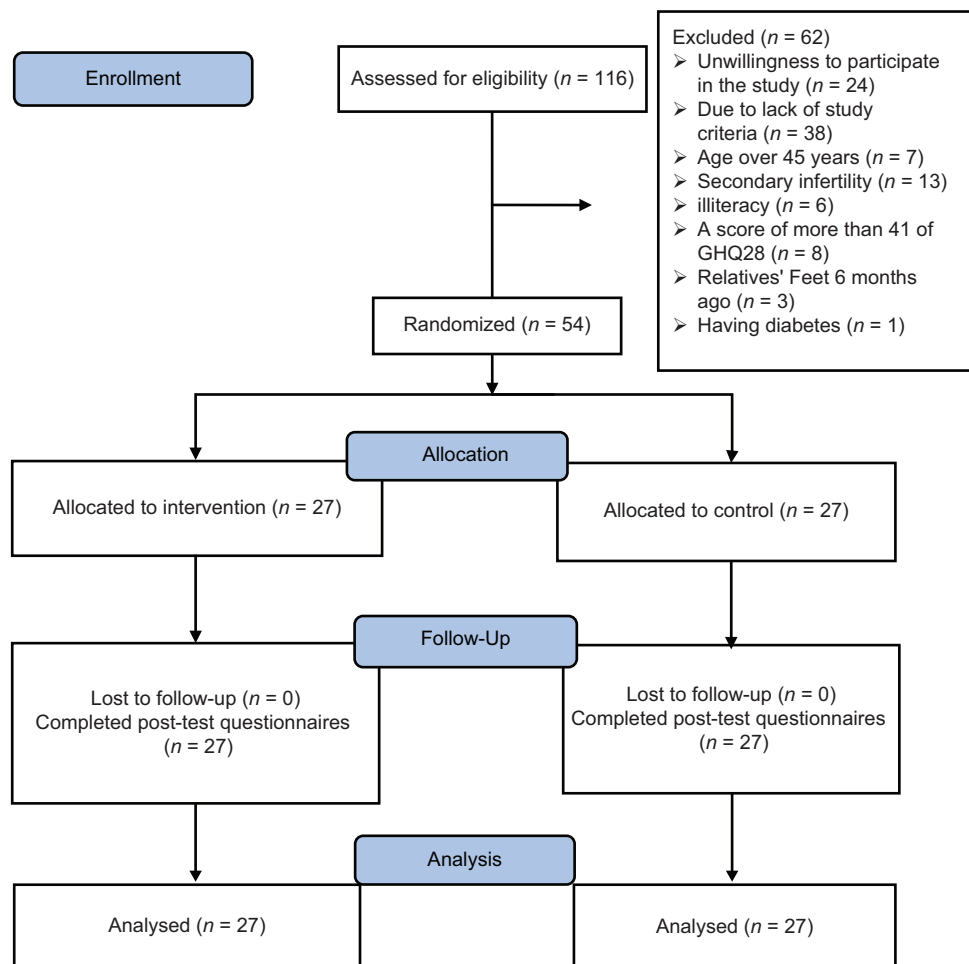 Enrollment
Assessed for eligibility (n = 116)
Excluded (n = 62)
➢ Unwillingness to participate
in the study (n = 24)
➢ Due to lack of study
criteria (n = 38)
➢ Age over 45 years (n = 7)
➢ Secondary infertility (n = 13)
➢ illiteracy (n = 6)
➢ A score of more than 41 of
GHQ28 (n = 8)
➢ Relatives' Feet 6 months
ago (n = 3)
➢ Having diabetes (n = 1)
Randomized (n = 54)
Allocation
Allocated to intervention (n = 27)
Allocated to control (n = 27)
Follow-Up
Lost to follow-up (n = 0)
Completed post-test questionnaires
(n = 27)
Lost to follow-up (n = 0)
Completed post-test questionnaires
(n = 27)
Analysis
Analysed (n = 27)
Analysed (n = 27)